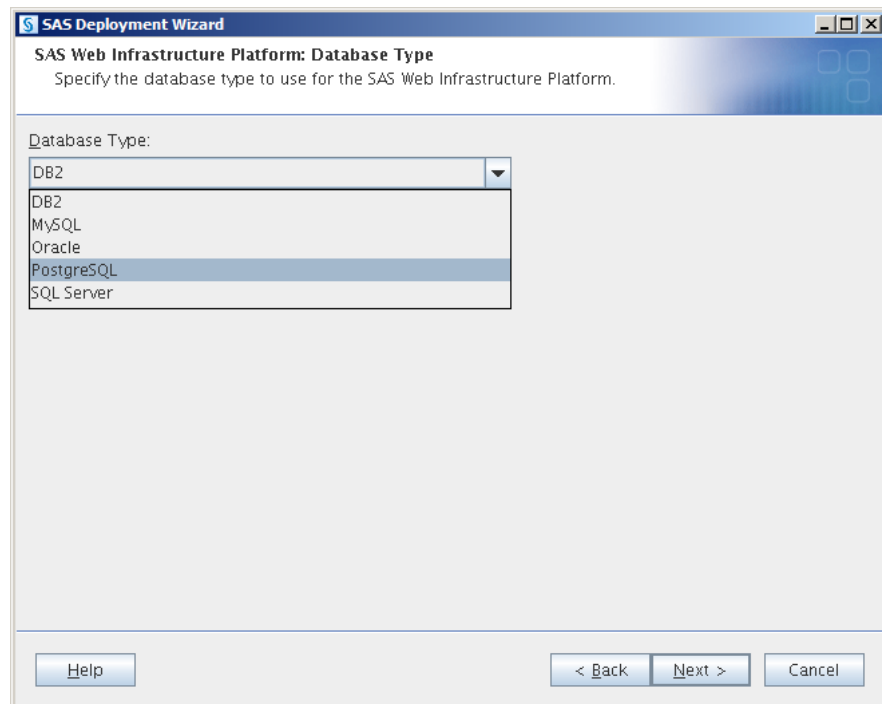 SAS Deployment Wizard
SAS Web Infrastructure Platform: Database Type
Specify the database type to use for the SAS Web Infrastructure Platform.
Database Type:
DB2
DB2
MySQL
Oracle
PostgreSQL
SQL Server
Help
< Back
Next >
Cancel